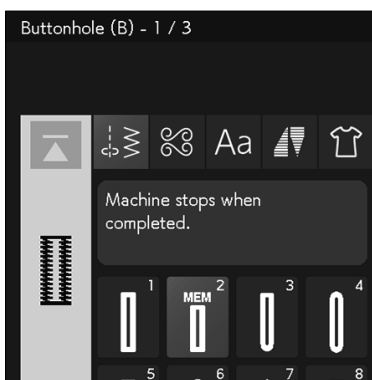 Buttonhole (B) - 1 / 3
Aa
Machine stops when
completed.
1 2 3 4
MEM
5 6 7 8